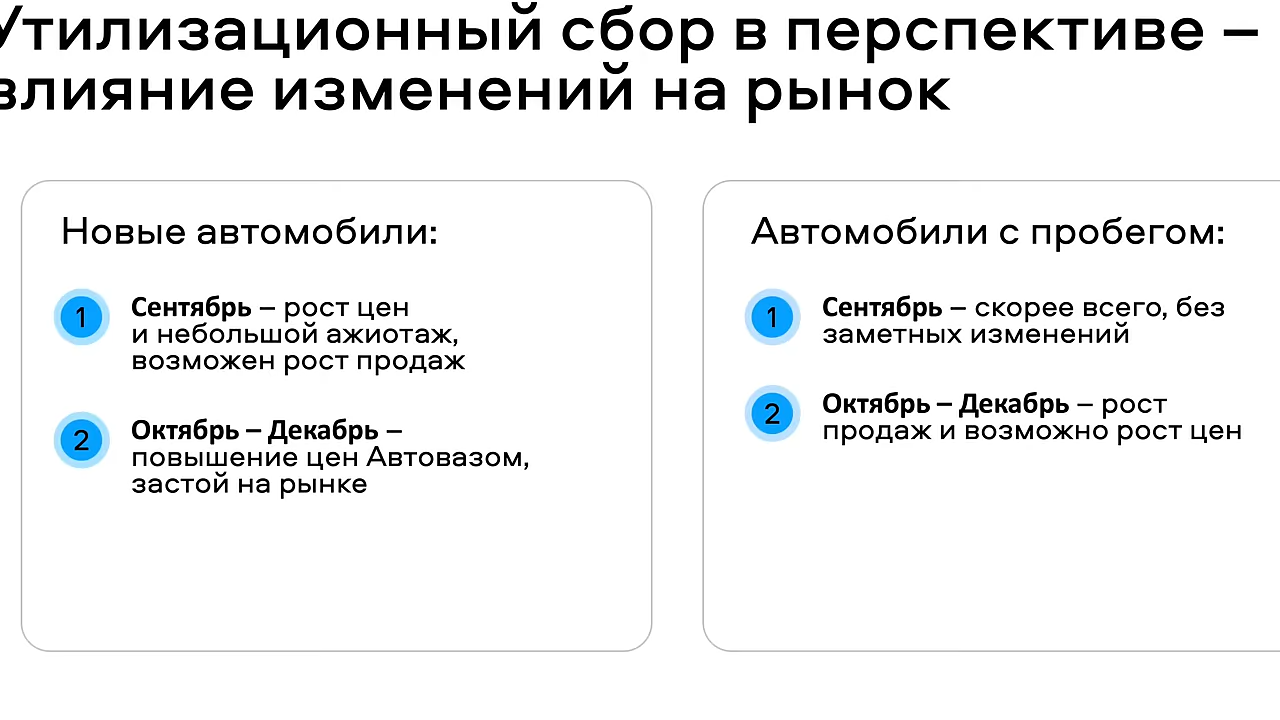 Утилизационный сбор в перспективе –
влияние изменений на рынок
Новые автомобили:
1
Сентябрь – рост цен
и небольшой ажиотаж,
возможен рост продаж
2
Октябрь – Декабрь –
повышение цен Автовазом,
застой на рынке
Автомобили с пробегом:
1
Сентябрь – скорее всего, без
заметных изменений
2
Октябрь – Декабрь – рост
продаж и возможно рост цен